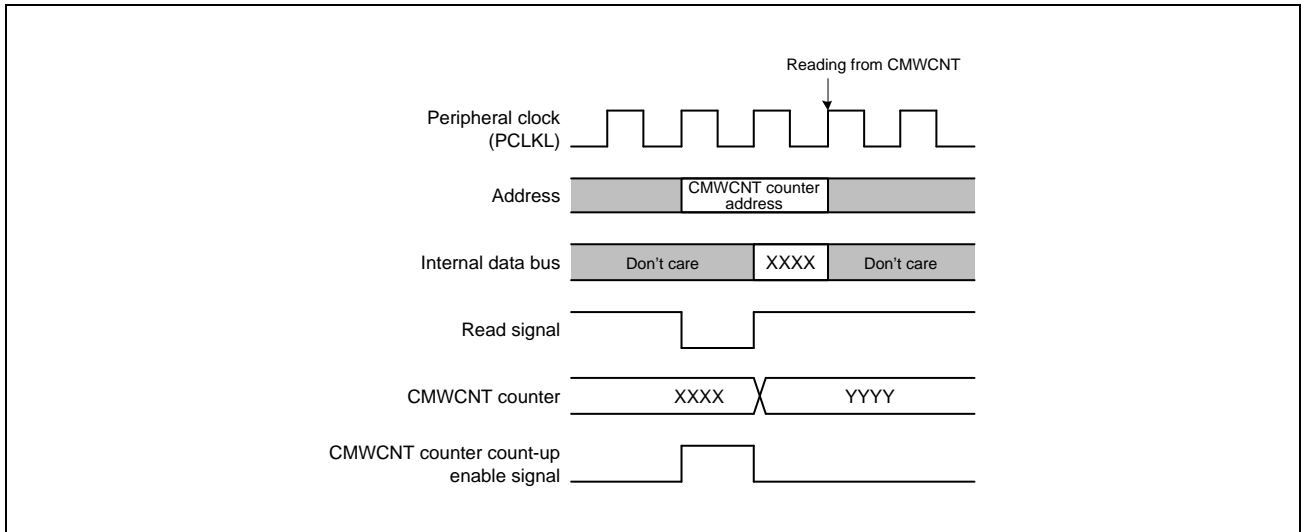 Reading from CMWCNT
Peripheral clock
(PCLKL)
Address
CMWCNT counter
address
Internal data bus
Don't care
XXXX
Don't care
Read signal
CMWCNT counter
XXXX
YYYY
CMWCNT counter count-up
enable signal